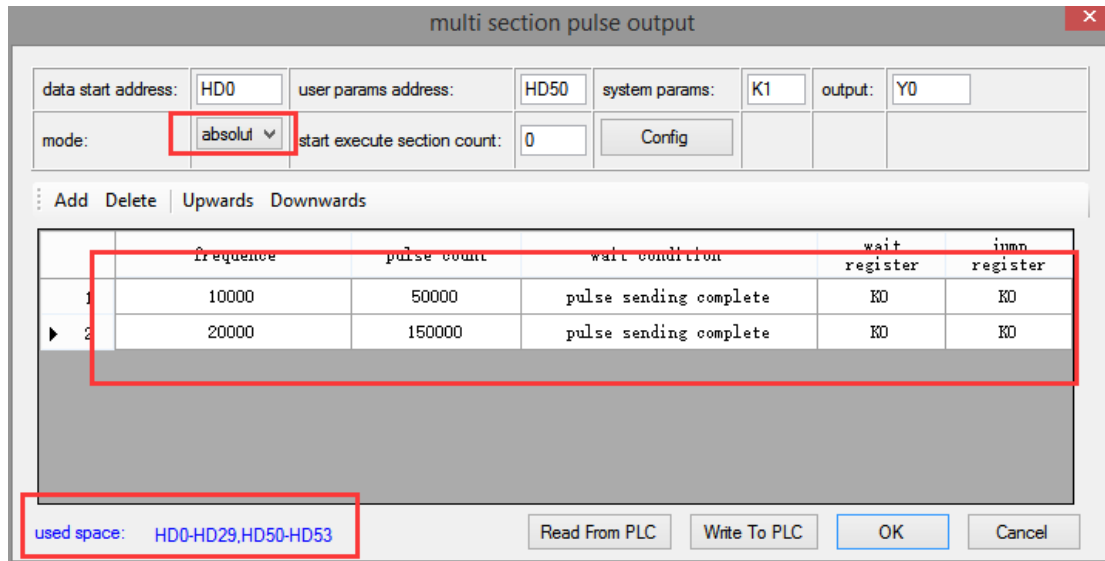 multi section pulse output
data start address: HD0 user params address: HD50 system params: K1 output: Y0
mode: absolut start execute section count: 0 Config
Add Delete Upwards Downwards
frequence pulse count wait condition wait register jump register
1 10000 50000 pulse sending complete K0 K0
2 20000 150000 pulse sending complete K0 K0
used space: HD0-HD29,HD50-HD53 Read From PLC Write To PLC OK Cancel